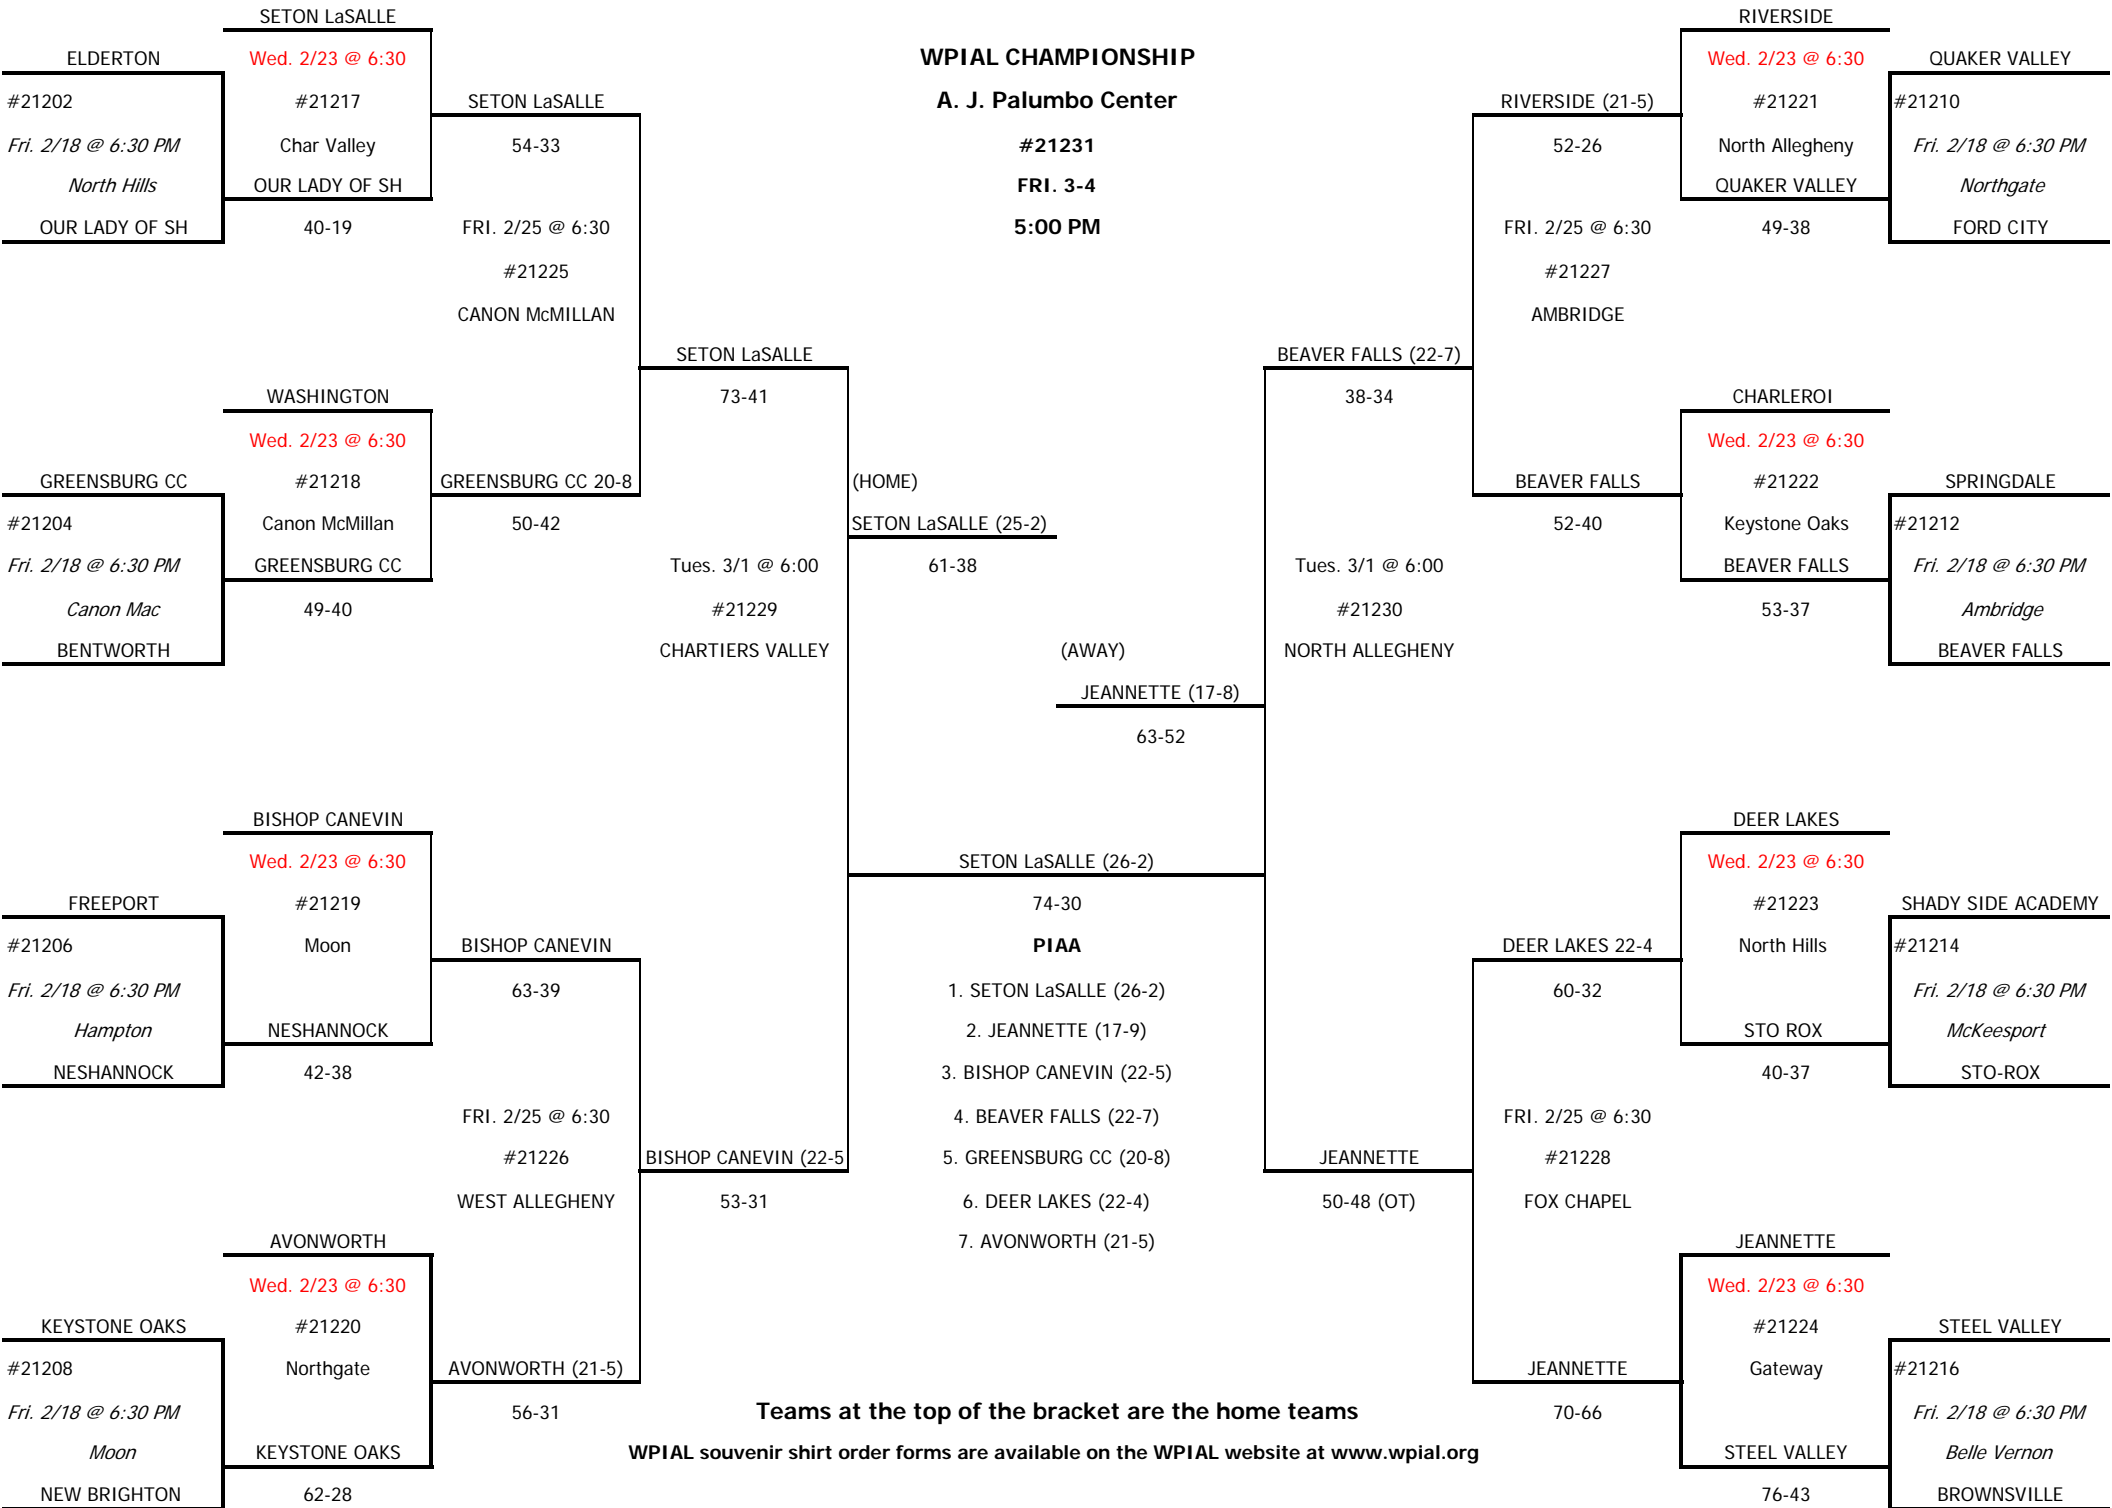 SETON LaSALLE
RIVERSIDE
ELDERTON
Wed. 2/23 @ 6:30
WPIAL CHAMPIONSHIP
Wed. 2/23 @ 6:30
QUAKER VALLEY
#21202
#21217
SETON LaSALLE
A. J. Palumbo Center
RIVERSIDE (21-5)
#21221
#21210
Fri. 2/18 @ 6:30 PM
Char Valley
54-33
#21231
52-26
North Allegheny
Fri. 2/18 @ 6:30 PM
North Hills
OUR LADY OF SH
FRI. 3-4
QUAKER VALLEY
Northgate
OUR LADY OF SH
40-19
FRI. 2/25 @ 6:30
5:00 PM
FRI. 2/25 @ 6:30
49-38
FORD CITY
#21225
#21227
CANON McMILLAN
AMBRIDGE
SETON LaSALLE
BEAVER FALLS (22-7)
WASHINGTON
73-41
38-34
CHARLEROI
Wed. 2/23 @ 6:30
Wed. 2/23 @ 6:30
GREENSBURG CC
#21218
GREENSBURG CC 20-8
(HOME)
BEAVER FALLS
#21222
SPRINGDALE
#21204
Canon McMillan
50-42
SETON LaSALLE (25-2)
52-40
Keystone Oaks
#21212
Fri. 2/18 @ 6:30 PM
GREENSBURG CC
Tues. 3/1 @ 6:00
61-38
Tues. 3/1 @ 6:00
BEAVER FALLS
Fri. 2/18 @ 6:30 PM
Canon Mac
49-40
#21229
#21230
53-37
Ambridge
BENTWORTH
CHARTIERS VALLEY
(AWAY)
NORTH ALLEGHENY
BEAVER FALLS
JEANNETTE (17-8)
63-52
BISHOP CANEVIN
DEER LAKES
Wed. 2/23 @ 6:30
SETON LaSALLE (26-2)
Wed. 2/23 @ 6:30
FREEPORT
#21219
74-30
#21223
SHADY SIDE ACADEMY
#21206
Moon
BISHOP CANEVIN
PIAA
DEER LAKES 22-4
North Hills
#21214
Fri. 2/18 @ 6:30 PM
63-39
1. SETON LaSALLE (26-2)
60-32
Fri. 2/18 @ 6:30 PM
Hampton
NESHANNOCK
2. JEANNETTE (17-9)
STO ROX
McKeesport
NESHANNOCK
42-38
3. BISHOP CANEVIN (22-5)
40-37
STO-ROX
FRI. 2/25 @ 6:30
4. BEAVER FALLS (22-7)
FRI. 2/25 @ 6:30
#21226
BISHOP CANEVIN (22-5
5. GREENSBURG CC (20-8)
JEANNETTE
#21228
WEST ALLEGHENY
53-31
6. DEER LAKES (22-4)
50-48 (OT)
FOX CHAPEL
AVONWORTH
7. AVONWORTH (21-5)
JEANNETTE
Wed. 2/23 @ 6:30
Wed. 2/23 @ 6:30
KEYSTONE OAKS
#21220
#21224
STEEL VALLEY
#21208
Northgate
AVONWORTH (21-5)
JEANNETTE
Gateway
#21216
Fri. 2/18 @ 6:30 PM
56-31
Teams at the top of the bracket are the home teams
70-66
Fri. 2/18 @ 6:30 PM
Moon
KEYSTONE OAKS
WPIAL souvenir shirt order forms are available on the WPIAL website at www.wpial.org
STEEL VALLEY
Belle Vernon
NEW BRIGHTON
62-28
76-43
BROWNSVILLE